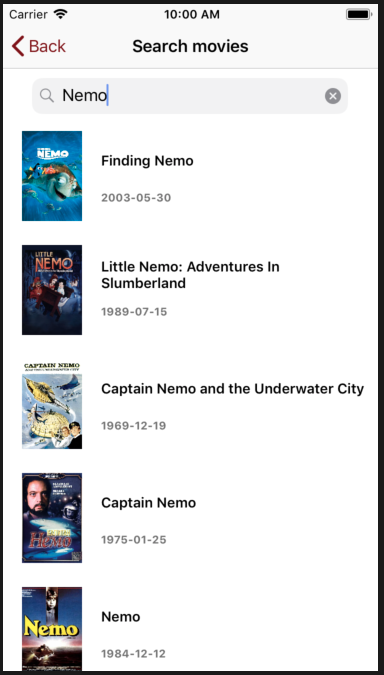 Carrier 10:00 AM
Back Search movies
Nemo
NEMO
Finding Nemo
2003-05-30
LITTLE
NEMO
Little Nemo: Adventures In
Slumberland
1989-07-15
CAPTAIN NEMO
Captain Nemo and the Underwater City
1969-12-19
Captain Nemo
1975-01-25
Nemo
Nemo
1984-12-12